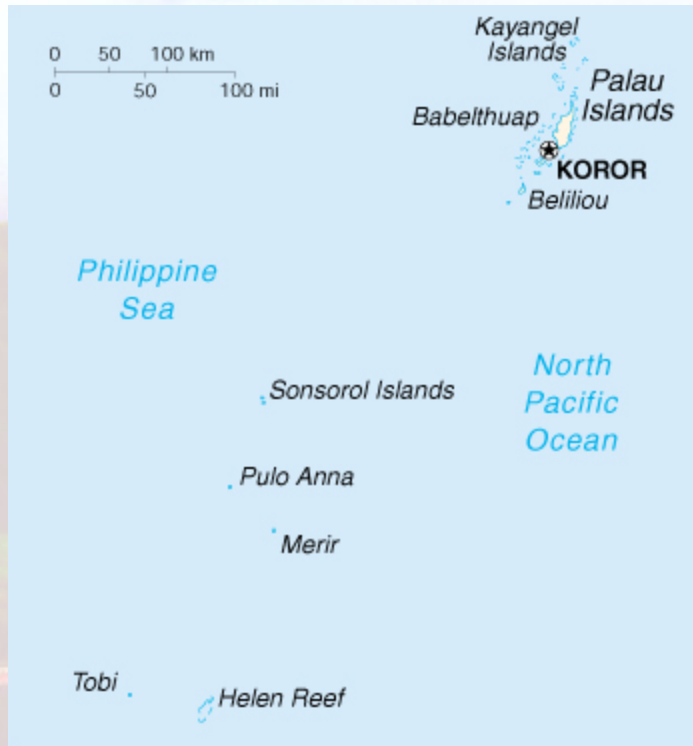 Kayangel
Islands
0 50 100 km
0 50 100 mi
Palau
Islands
Babelthuap
KOROR
Beliliou
Philippine
Sea
North
Pacific
Ocean
Sonsorol Islands
Pulo Anna
Merir
Tobi
Helen Reef